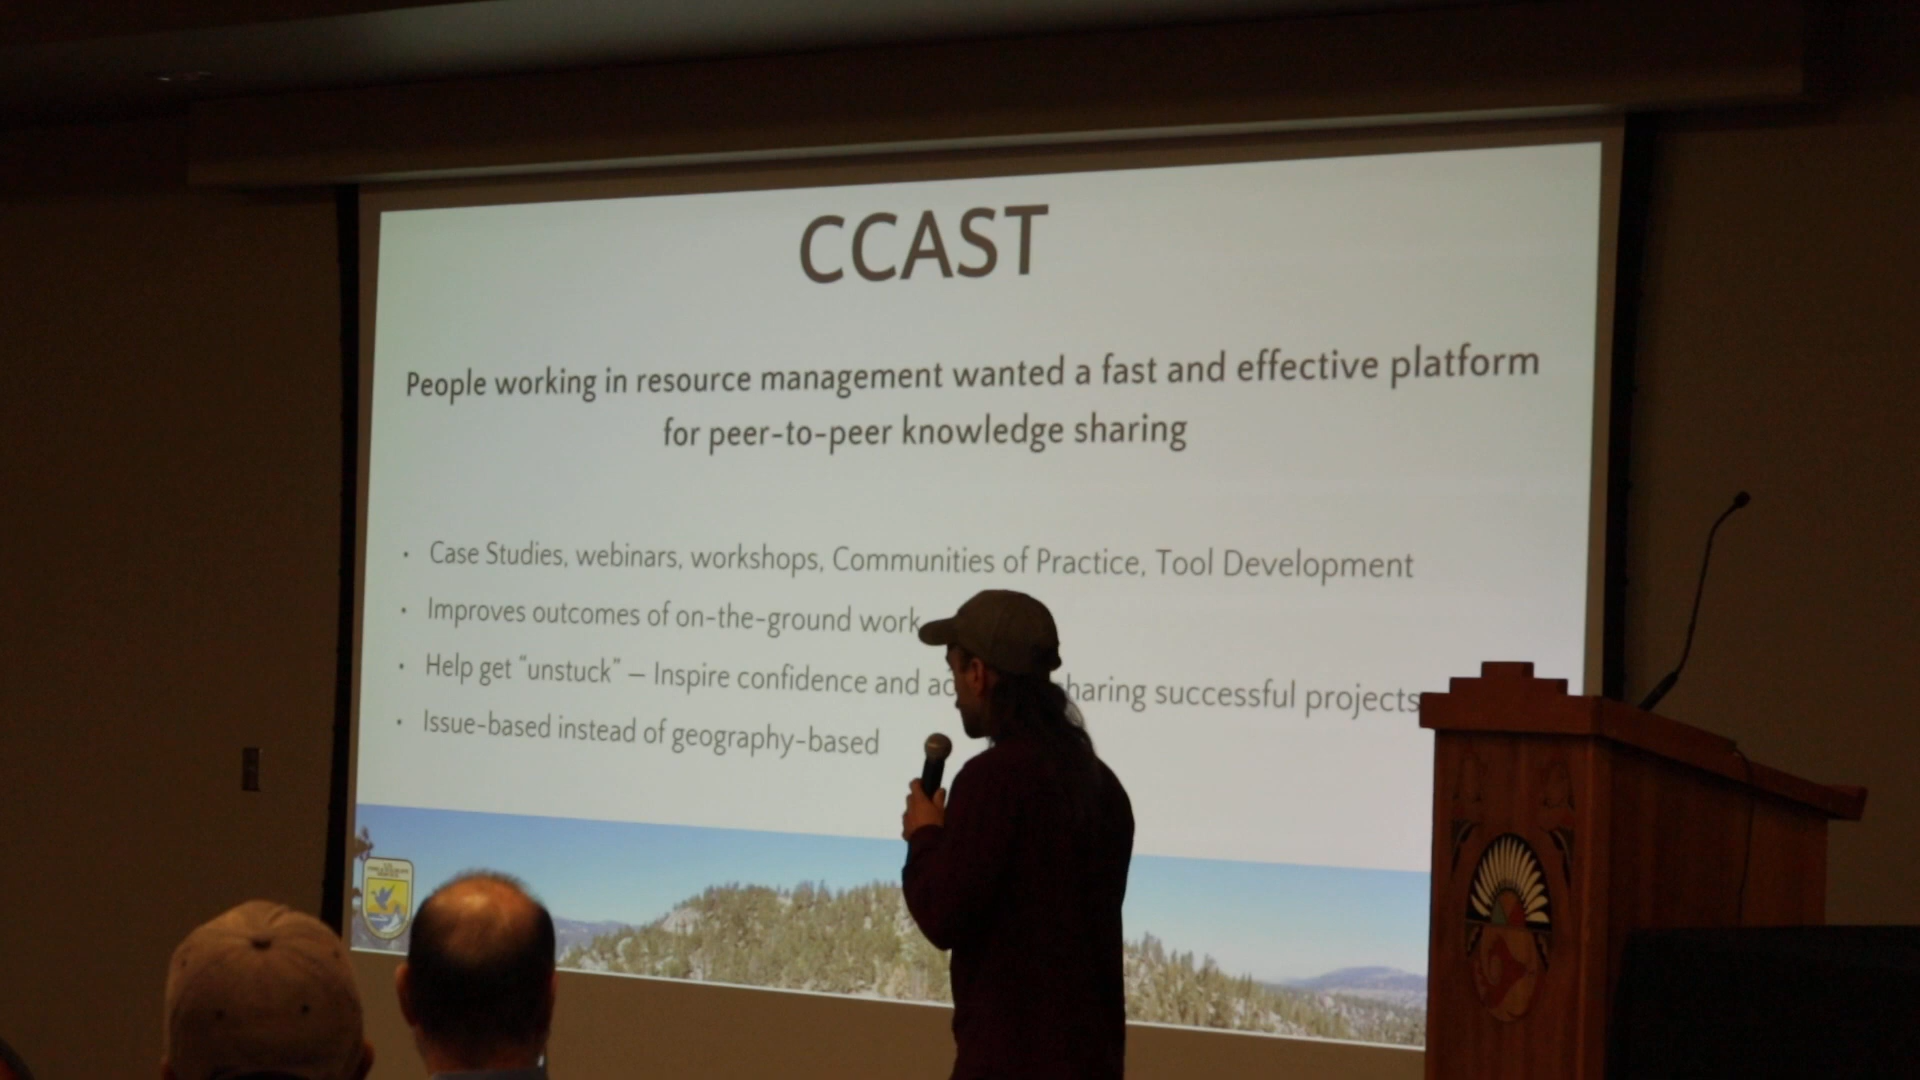 CCAST
People working in resource management wanted a fast and effective platform
for peer-to-peer knowledge sharing
• Case Studies, webinars, workshops, Communities of Practice, Tool Development
• Improves outcomes of on-the-ground work
• Help get “unstuck” – Inspire confidence and haring successful projects
• Issue-based instead of geography-based